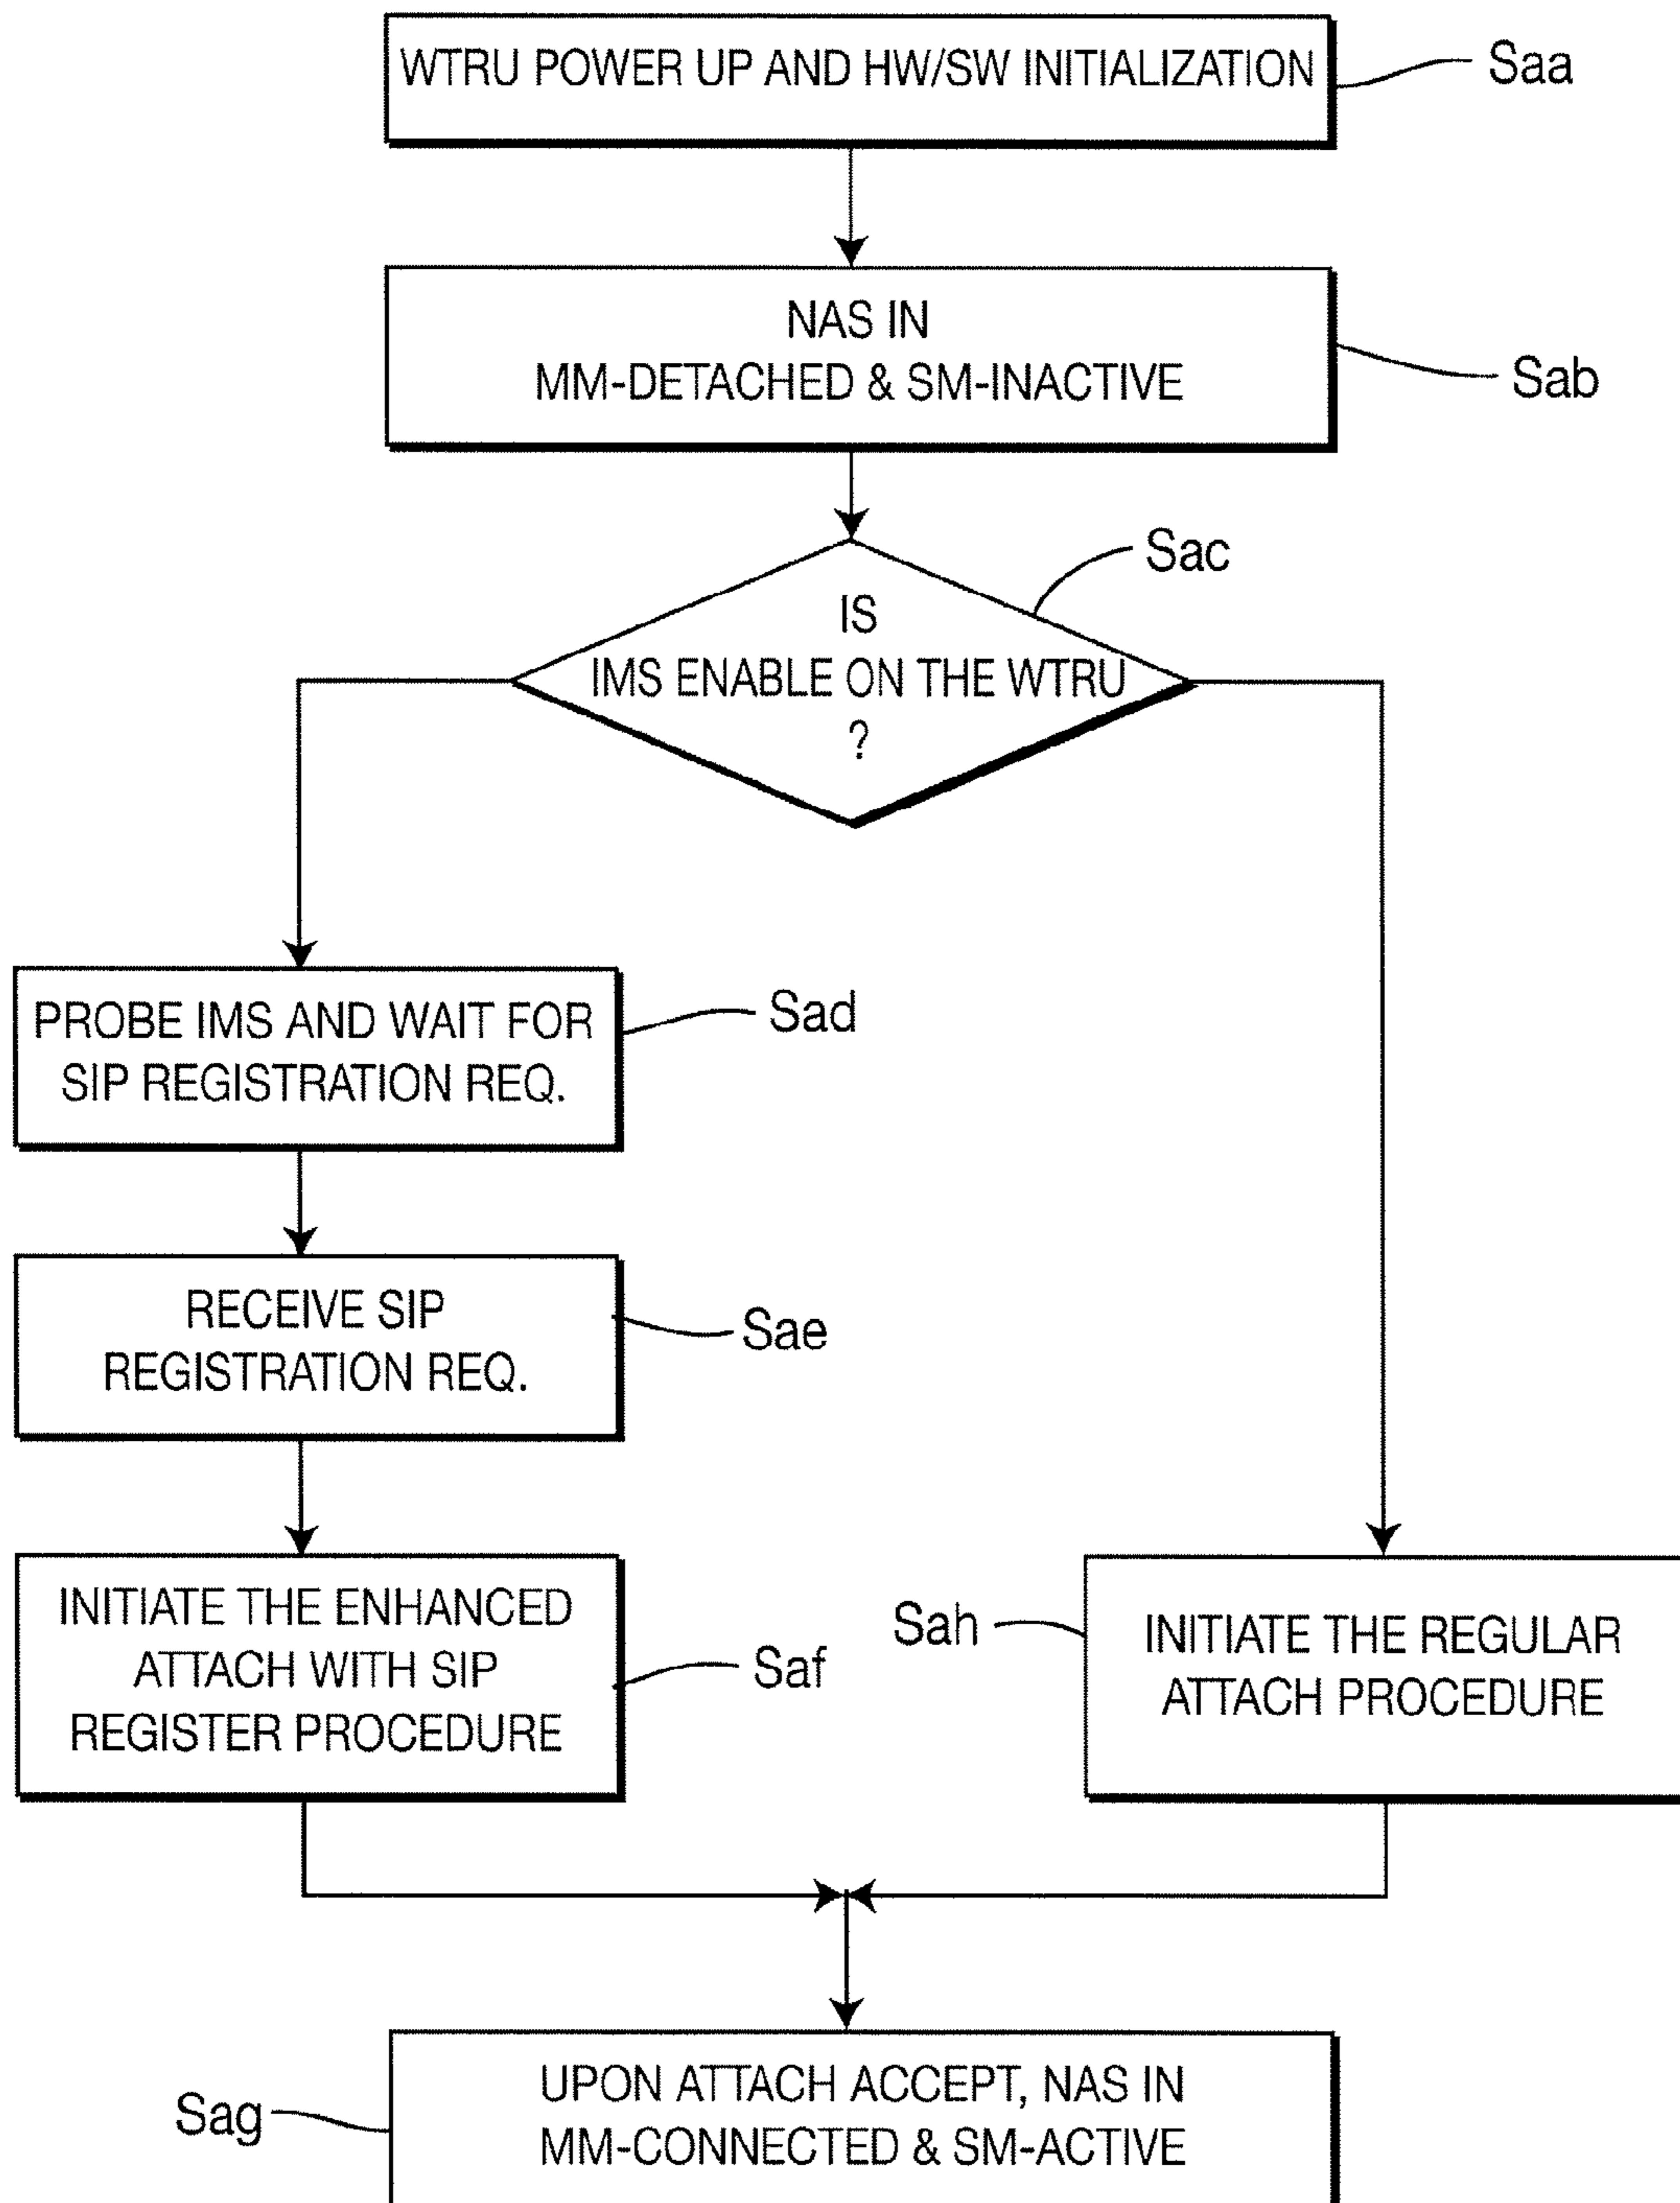 WTRU POWER UP AND HW/SW INITIALIZATION
Saa
NAS IN
MM-DETACHED & SM-INACTIVE
Sab
Sac
IS
IMS ENABLE ON THE WTRU
?
PROBE IMS AND WAIT FOR
SIP REGISTRATION REQ.
Sad
RECEIVE SIP
REGISTRATION REQ.
Sae
INITIATE THE ENHANCED
ATTACH WITH SIP
REGISTER PROCEDURE
Saf
Sah
INITIATE THE REGULAR
ATTACH PROCEDURE
Sag
UPON ATTACH ACCEPT, NAS IN
MM-CONNECTED & SM-ACTIVE